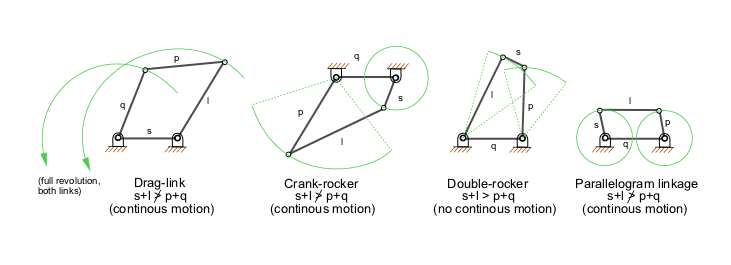 p
q
l
s
(full revolution,
both links)
Drag-link
s+l ≯ p+q
(continous motion)
q
s
p
l
Crank-rocker
s+l ≯ p+q
(continous motion)
s
l
p
q
Double-rocker
s+l > p+q
(no continous motion)
l
s
p
q
Parallelogram linkage
s+l ≯ p+q
(continous motion)